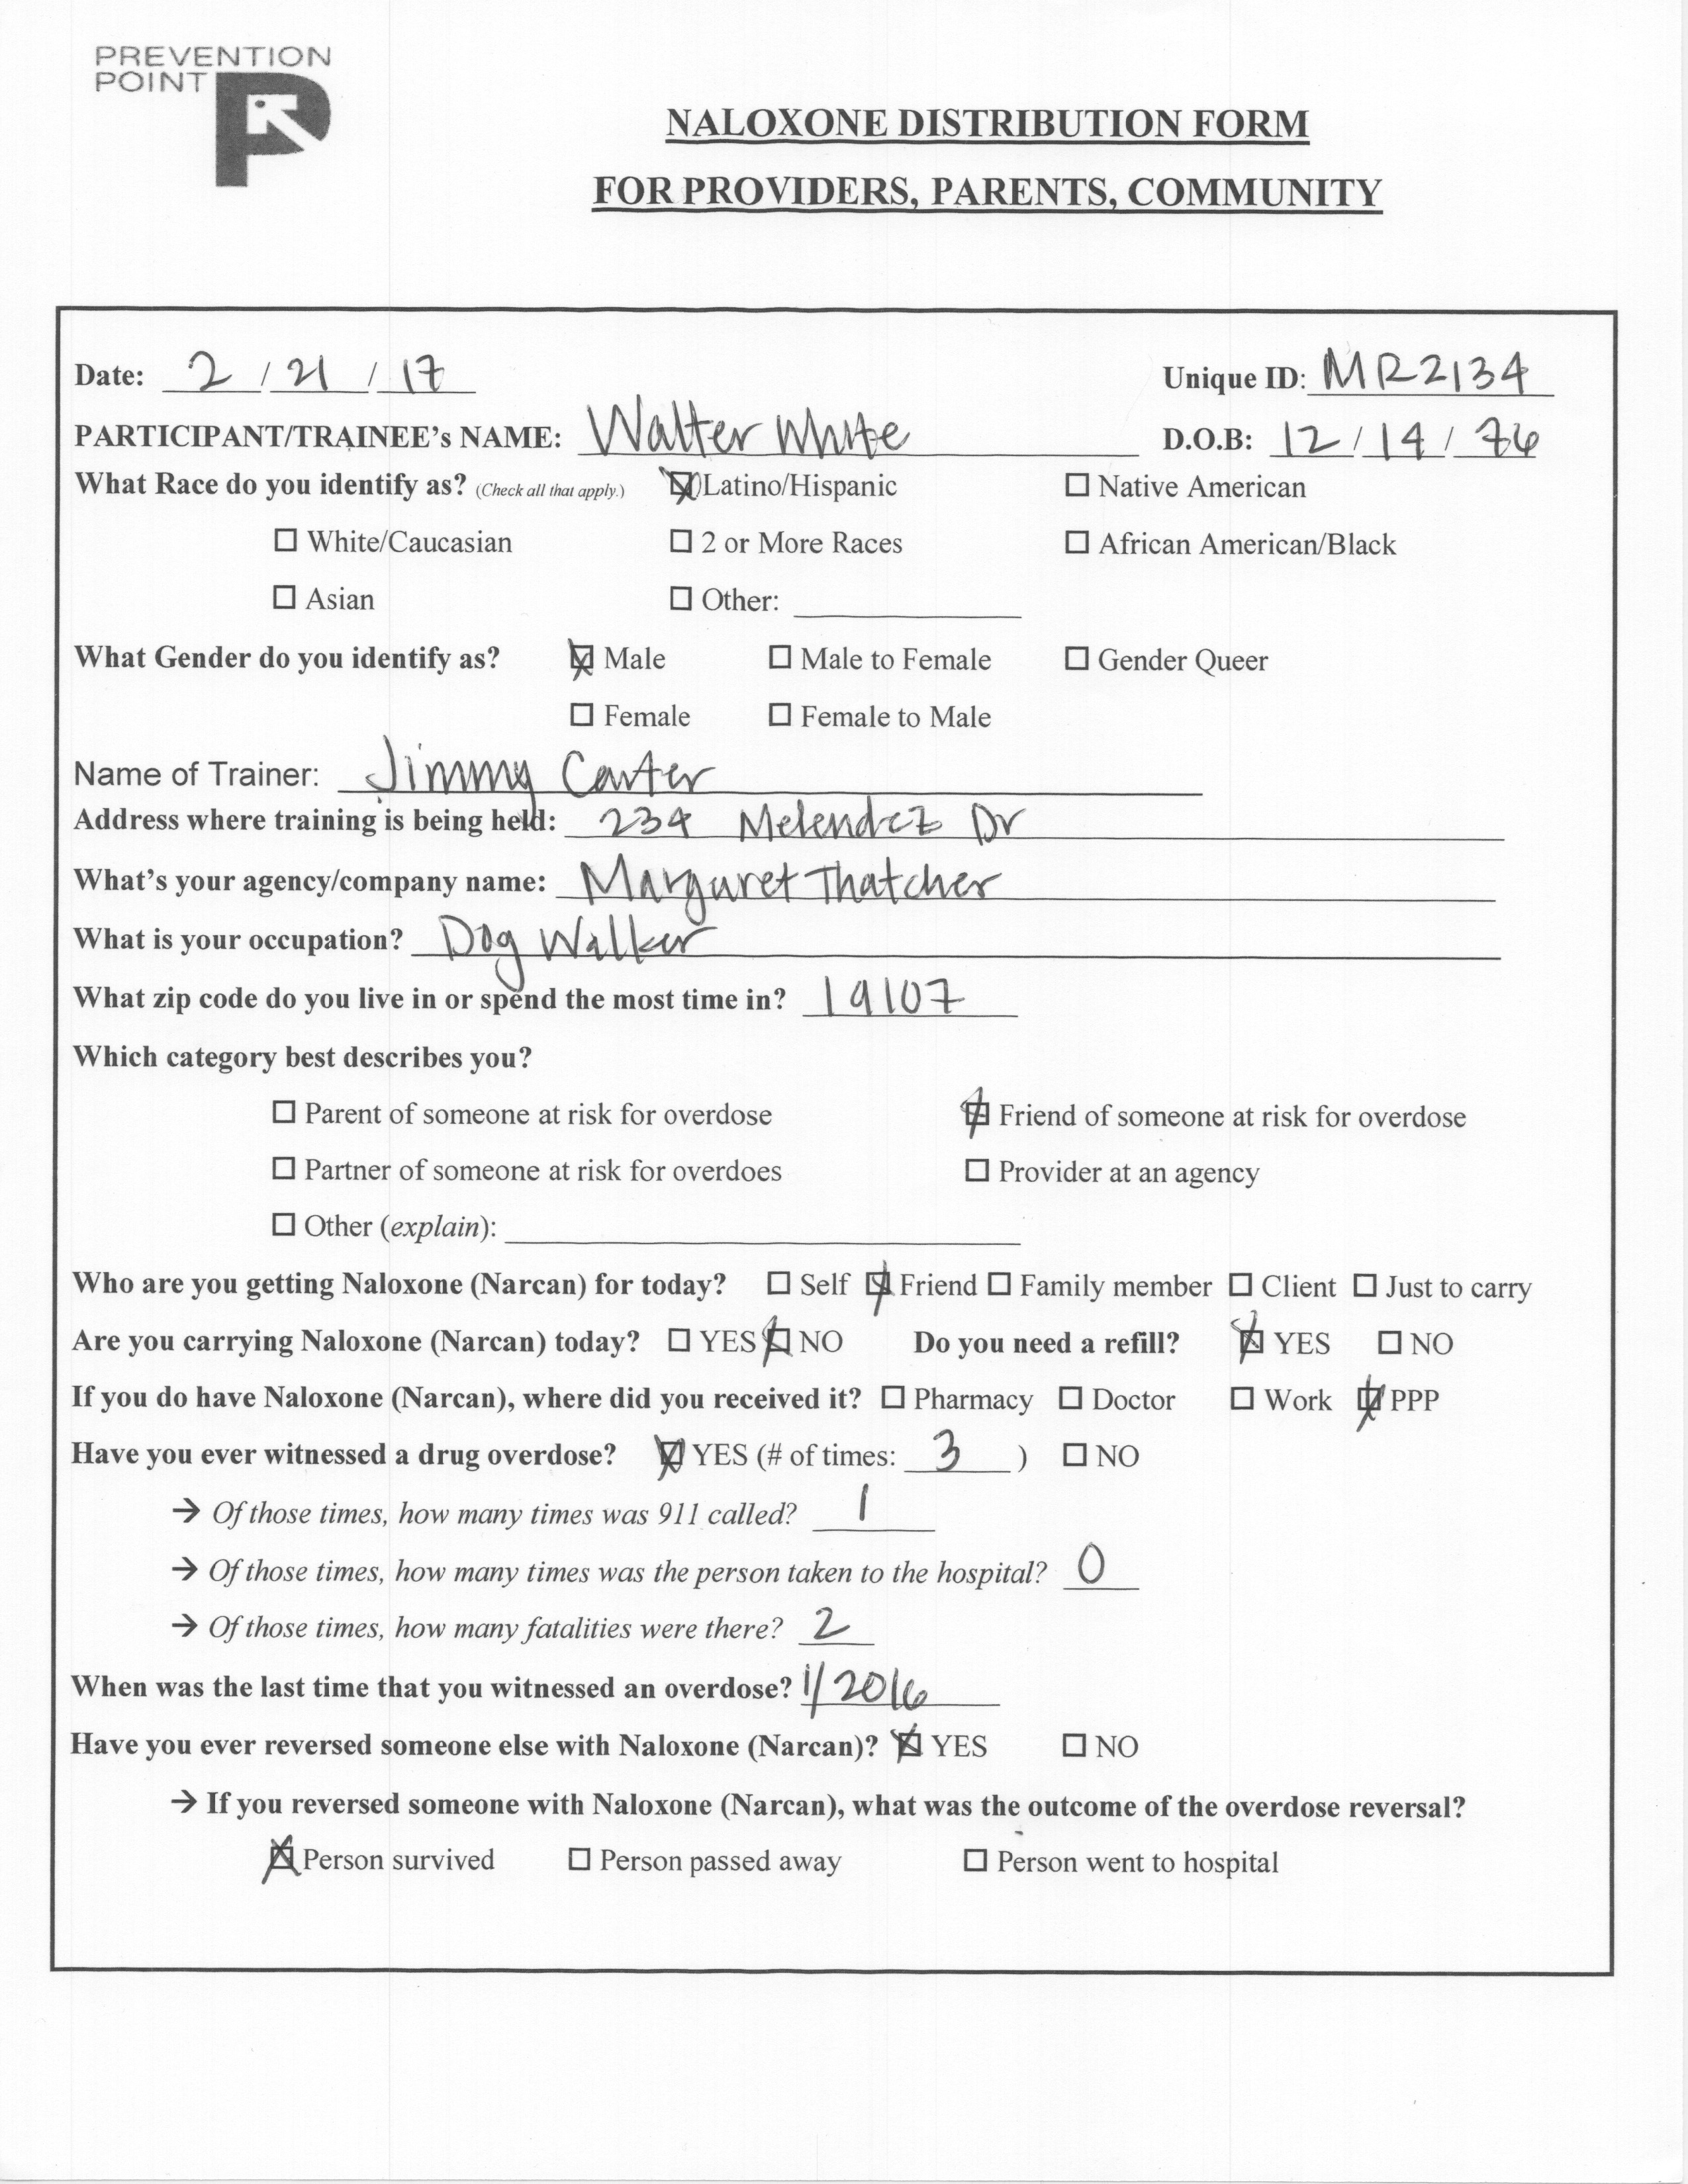 PREVENTION
POINT
NALOXONE DISTRIBUTION FORM
FOR PROVIDERS, PARENTS, COMMUNITY
Date: 2 / 21 / 17 Unique ID: MR2134
PARTICIPANT/TRAINEE's NAME: Walter White D.O.B: 12 / 14 / 76
What Race do you identify as? (Check all that apply.) ☒ Latino/Hispanic ☐ Native American
☐ White/Caucasian ☐ 2 or More Races ☐ African American/Black
☐ Asian ☐ Other: 
What Gender do you identify as? ☒ Male ☐ Male to Female ☐ Gender Queer
☐ Female ☐ Female to Male
Name of Trainer: Jimmy Carter
Address where training is being held: 234 Melendez Dr
What's your agency/company name: Margaret Thatcher
What is your occupation? Dog Walker
What zip code do you live in or spend the most time in? 19107
Which category best describes you?
☐ Parent of someone at risk for overdose ☒ Friend of someone at risk for overdose
☐ Partner of someone at risk for overdoes ☐ Provider at an agency
☐ Other (explain):
Who are you getting Naloxone (Narcan) for today? ☐ Self ☒ Friend ☐ Family member ☐ Client ☐ Just to carry
Are you carrying Naloxone (Narcan) today? ☐ YES ☒ NO Do you need a refill? ☒ YES ☐ NO
If you do have Naloxone (Narcan), where did you received it? ☐ Pharmacy ☐ Doctor ☐ Work ☒ PPP
Have you ever witnessed a drug overdose? ☒ YES (# of times: 3 ) ☐ NO
→ Of those times, how many times was 911 called? 1
→ Of those times, how many times was the person taken to the hospital? 0
→ Of those times, how many fatalities were there? 2
When was the last time that you witnessed an overdose? 1/2016
Have you ever reversed someone else with Naloxone (Narcan)? ☒ YES ☐ NO
→ If you reversed someone with Naloxone (Narcan), what was the outcome of the overdose reversal?
☒ Person survived ☐ Person passed away ☐ Person went to hospital